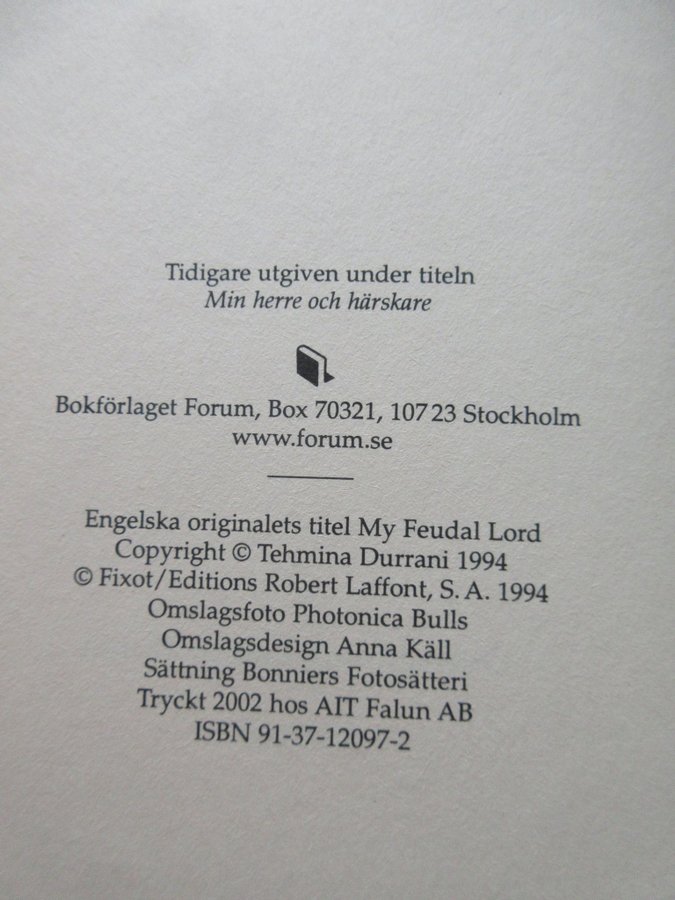 Tidigare utgiven under titeln
Min herre och härskare
Bokförlaget Forum, Box 70321, 107 23 Stockholm
www.forum.se
Engelska originalets titel My Feudal Lord
Copyright © Tehmina Durrani 1994
© Fixot/Editions Robert Laffont, S. A. 1994
Omslagsfoto Photonica Bulls
Omslagsdesign Anna Käll
Sättning Bonniers Fotosätteri
Tryckt 2002 hos AIT Falun AB
ISBN 91-37-12097-2